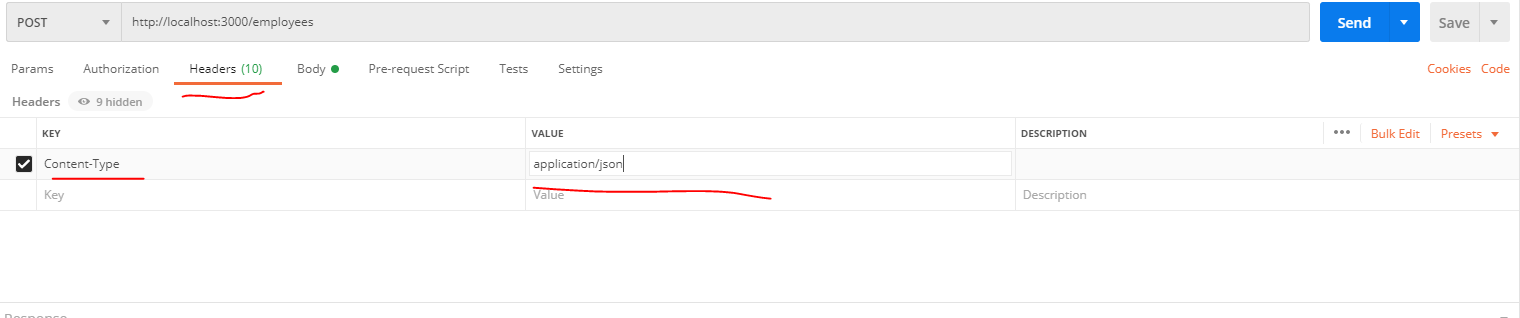 POST http://localhost:3000/employees Send Save
Params Authorization Headers (10) Body Pre-request Script Tests Settings Cookies Code
Headers 9 hidden
KEY VALUE DESCRIPTION ••• Bulk Edit Presets
Content-Type application/json
Key Value Description
Response